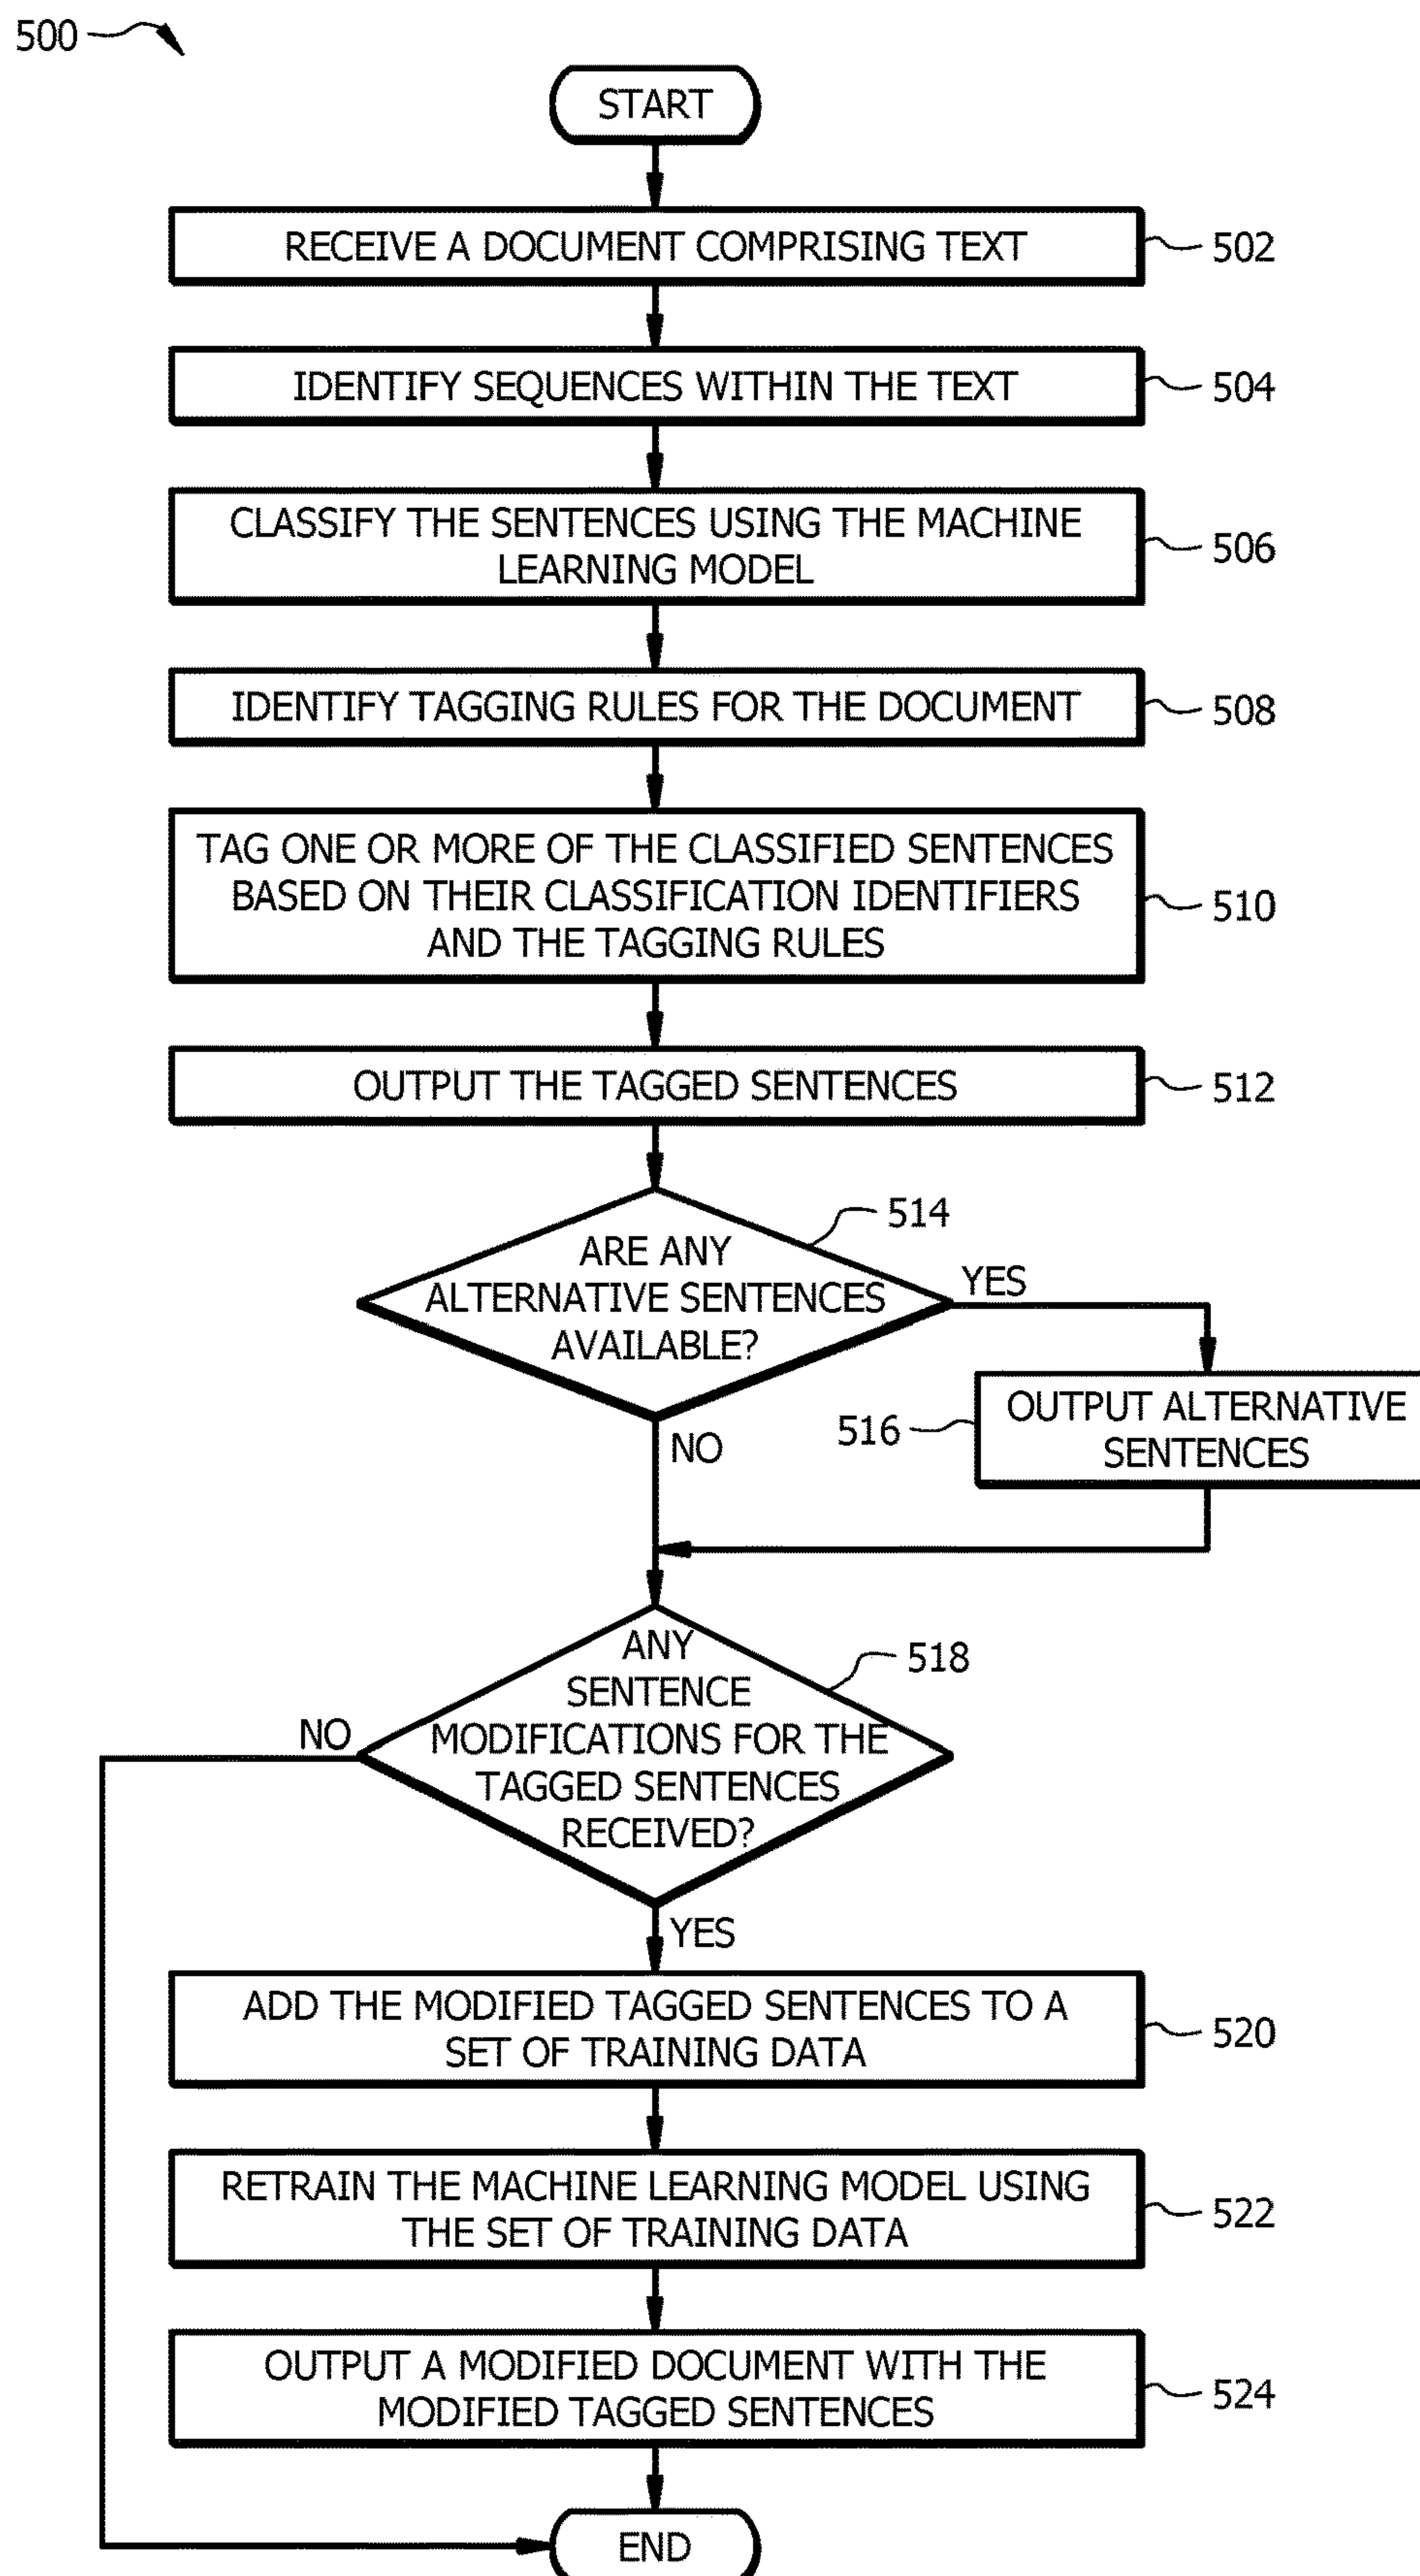 500
START
RECEIVE A DOCUMENT COMPRISING TEXT
502
IDENTIFY SEQUENCES WITHIN THE TEXT
504
CLASSIFY THE SENTENCES USING THE MACHINE
LEARNING MODEL
506
IDENTIFY TAGGING RULES FOR THE DOCUMENT
508
TAG ONE OR MORE OF THE CLASSIFIED SENTENCES
BASED ON THEIR CLASSIFICATION IDENTIFIERS
AND THE TAGGING RULES
510
OUTPUT THE TAGGED SENTENCES
512
514
ARE ANY
ALTERNATIVE SENTENCES
AVAILABLE?
YES
NO
516
OUTPUT ALTERNATIVE
SENTENCES
518
ANY
SENTENCE
MODIFICATIONS FOR THE
TAGGED SENTENCES
RECEIVED?
NO
YES
ADD THE MODIFIED TAGGED SENTENCES TO A
SET OF TRAINING DATA
520
RETRAIN THE MACHINE LEARNING MODEL USING
THE SET OF TRAINING DATA
522
OUTPUT A MODIFIED DOCUMENT WITH THE
MODIFIED TAGGED SENTENCES
524
END